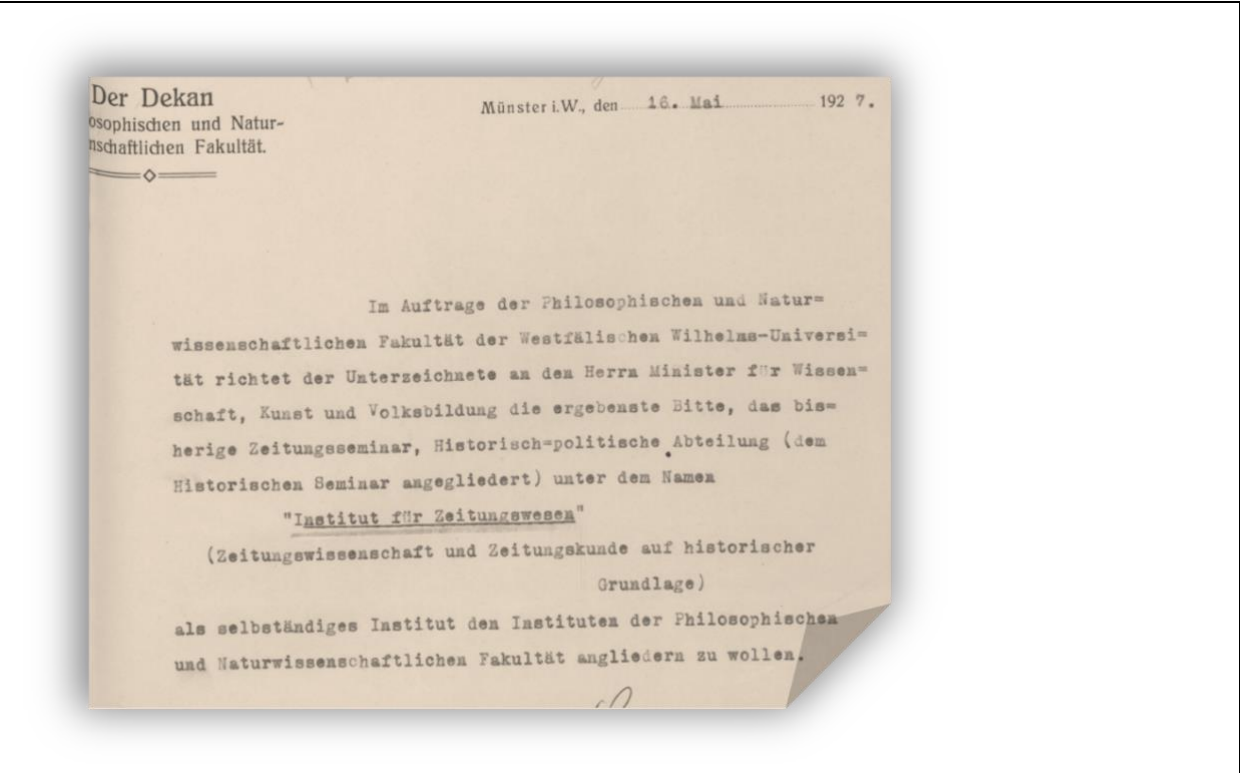 Der Dekan
osophischen und Natur-
nschaftlichen Fakultät.
Münster i.W., den 16. Mai 192 7.
Im Auftrage der Philosophischen und Natur=
wissenschaftlichen Fakultät der Westfälischen Wilhelms-Universi=
tät richtet der Unterzeichnete an den Herrn Minister für Wissen=
schaft, Kunst und Volksbildung die ergebenste Bitte, das bis=
herige Zeitungsseminar, Historisch=politische Abteilung (dem
Historischen Seminar angegliedert) unter dem Namen
"Institut für Zeitungswesen"
(Zeitungswissenschaft und Zeitungskunde auf historischer
Grundlage)
als selbständiges Institut den Instituten der Philosophischen
und Naturwissenschaftlichen Fakultät angliedern zu wollen.